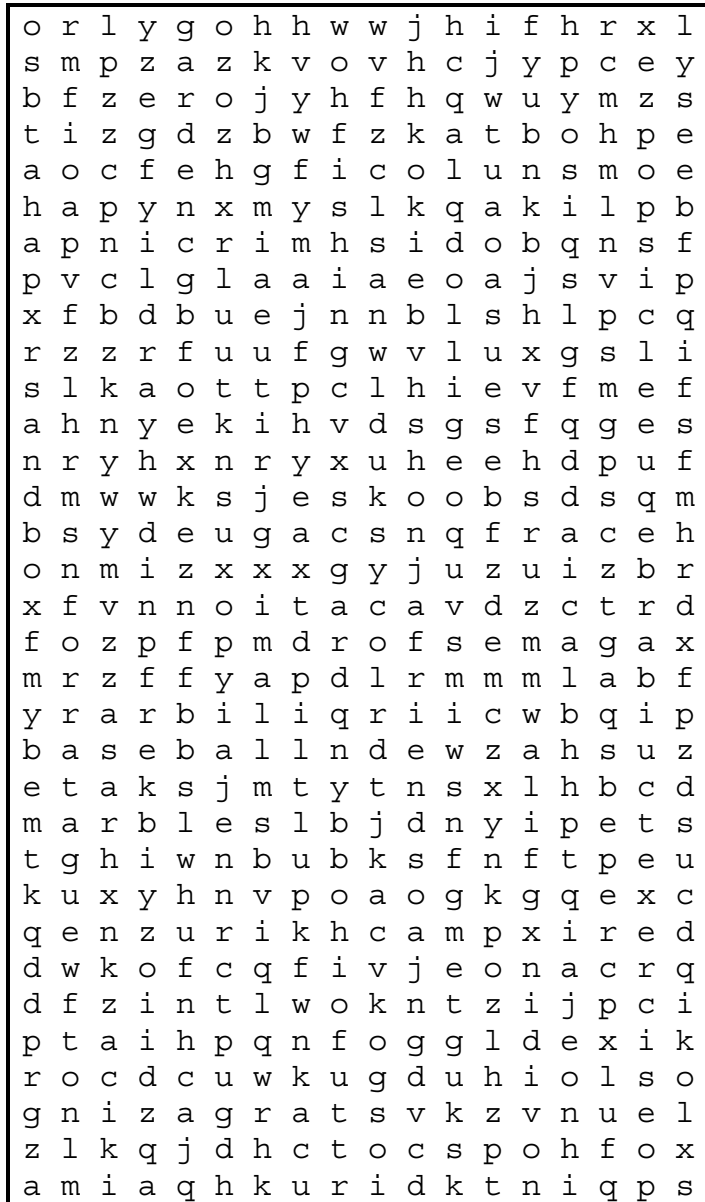 o r l y g o h h w w j h i f h r x l
s m p z a z k v o v h c j y p c e y
b f z e r o j y h f h q w u y m z s
t i z g d z b w f z k a t b o h p e
a o c f e h g f i c o l u n s m o e
h a p y n x m y s l k q a k i l p b
a p n i c r i m h s i d o b q n s f
p v c l g l a a i a e o a j s v i p
x f b d b u e j n n b l s h l p c q
r z z r f u u f g w v l u x g s l i
s l k a o t t p c l h i e v f m e f
a h n y e k i h v d s g s f q g e s
n r y h x n r y x u h e e h d p u f
d m w w k s j e s k o o b s d s q m
b s y d e u g a c s n q f r a c e h
o n m i z x x x g y j u z u i z b r
x f v n n o i t a c a v d z c t r d
f o z p f p m d r o f s e m a g a x
m r z f f y a p d l r m m m l a b f
y r a r b i l i q r i i c w b q i p
b a s e b a l l n d e w z a h s u z
e t a k s j m t y t n s x l h b c d
m a r b l e s l b j d n y i p e t s
t g h i w n b u b k s f n f t p e u
k u x y h n v p o a o g k g q e x c
q e n z u r i k h c a m p x i r e d
d w k o f c q f i v j e o n a c r q
d f z i n t l w o k n t z i j p c i
p t a i h p q n f o g g l d e x i k
r o c d c u w k u g d u h i o l s o
g n i z a g r a t s v k z v n u e l
z l k q j d h c t o c s p o h f o x
a m i a q h k u r i d k t n i q p s